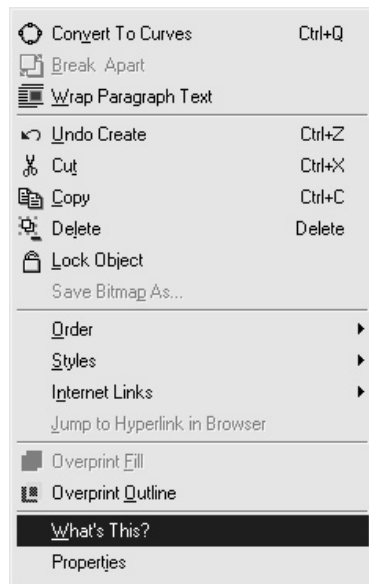 Convert To Curves Ctrl+Q
Break Apart
Wrap Paragraph Text
Undo Create Ctrl+Z
Cut Ctrl+X
Copy Ctrl+C
Delete Delete
Lock Object
Save Bitmap As...
Order
Styles
Internet Links
Jump to Hyperlink in Browser
Overprint Fill
Overprint Outline
What's This?
Properties